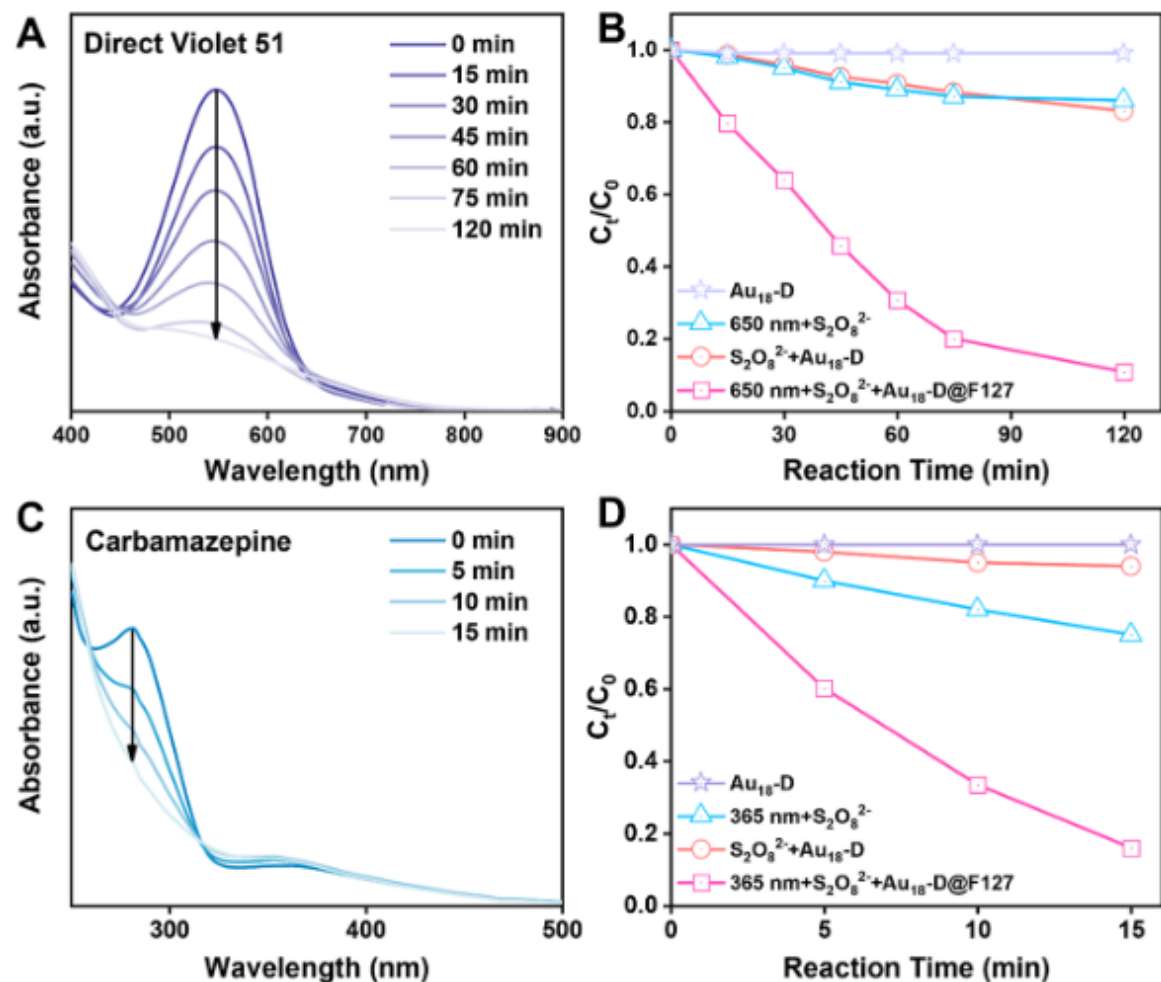 A
Direct Violet 51
0 min
15 min
30 min
45 min
60 min
75 min
120 min
Absorbance (a.u.)
400 500 600 700 800 900
Wavelength (nm)
B
1.0
0.8
0.6
0.4
0.2
0.0
C_t/C_0
Au₁₈-D
650 nm+S₂O₈²⁻
S₂O₈²⁻+Au₁₈-D
650 nm+S₂O₈²⁻+Au₁₈-D@F127
0 30 60 90 120
Reaction Time (min)
C
Carbamazepine
0 min
5 min
10 min
15 min
Absorbance (a.u.)
300 400 500
Wavelength (nm)
D
1.0
0.8
0.6
0.4
0.2
0.0
C_t/C_0
Au₁₈-D
365 nm+S₂O₈²⁻
S₂O₈²⁻+Au₁₈-D
365 nm+S₂O₈²⁻+Au₁₈-D@F127
0 5 10 15
Reaction Time (min)